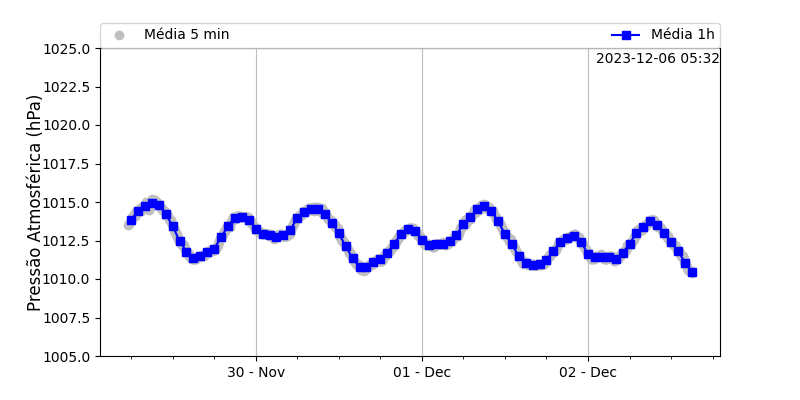 Média 5 min
Média 1h
2023-12-06 05:32
Pressão Atmosférica (hPa)
1025.0
1022.5
1020.0
1017.5
1015.0
1012.5
1010.0
1007.5
1005.0
30 - Nov
01 - Dec
02 - Dec